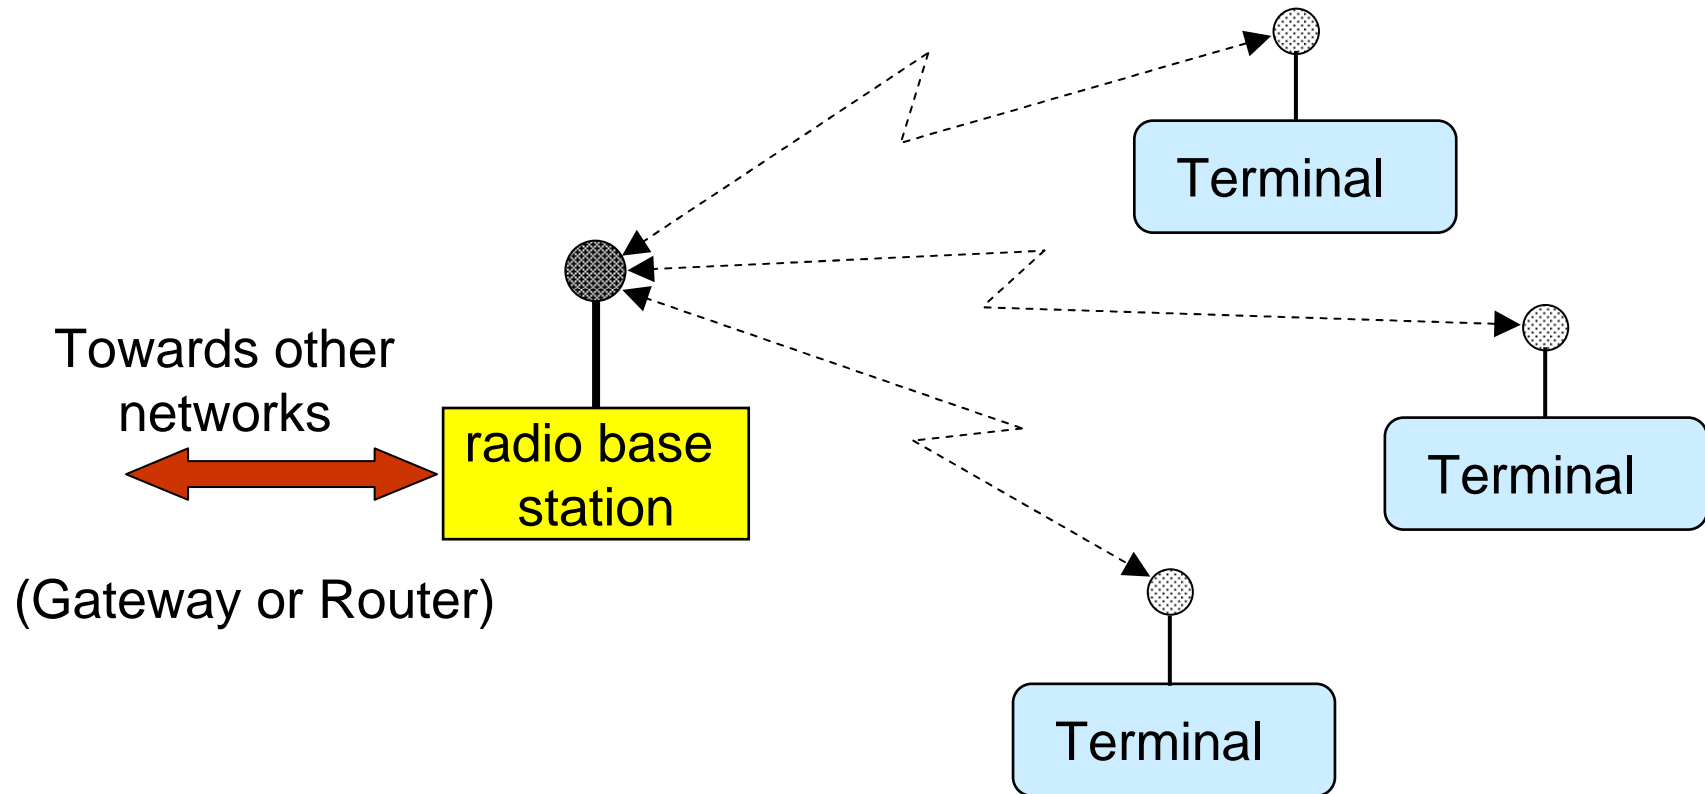 Terminal
Towards other
networks
radio base
station
Terminal
(Gateway or Router)
Terminal